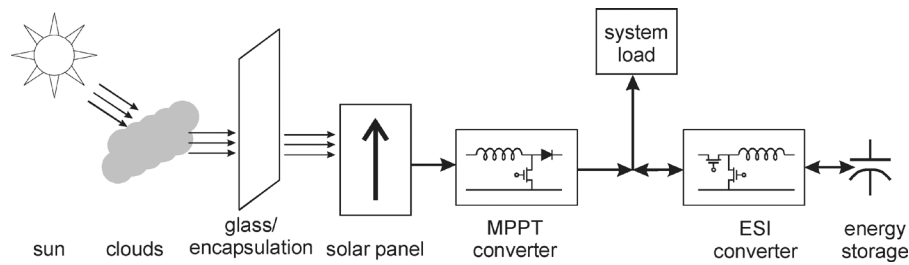 system
load
sun
clouds
glass/
encapsulation
solar panel
MPPT
converter
ESI
converter
energy
storage